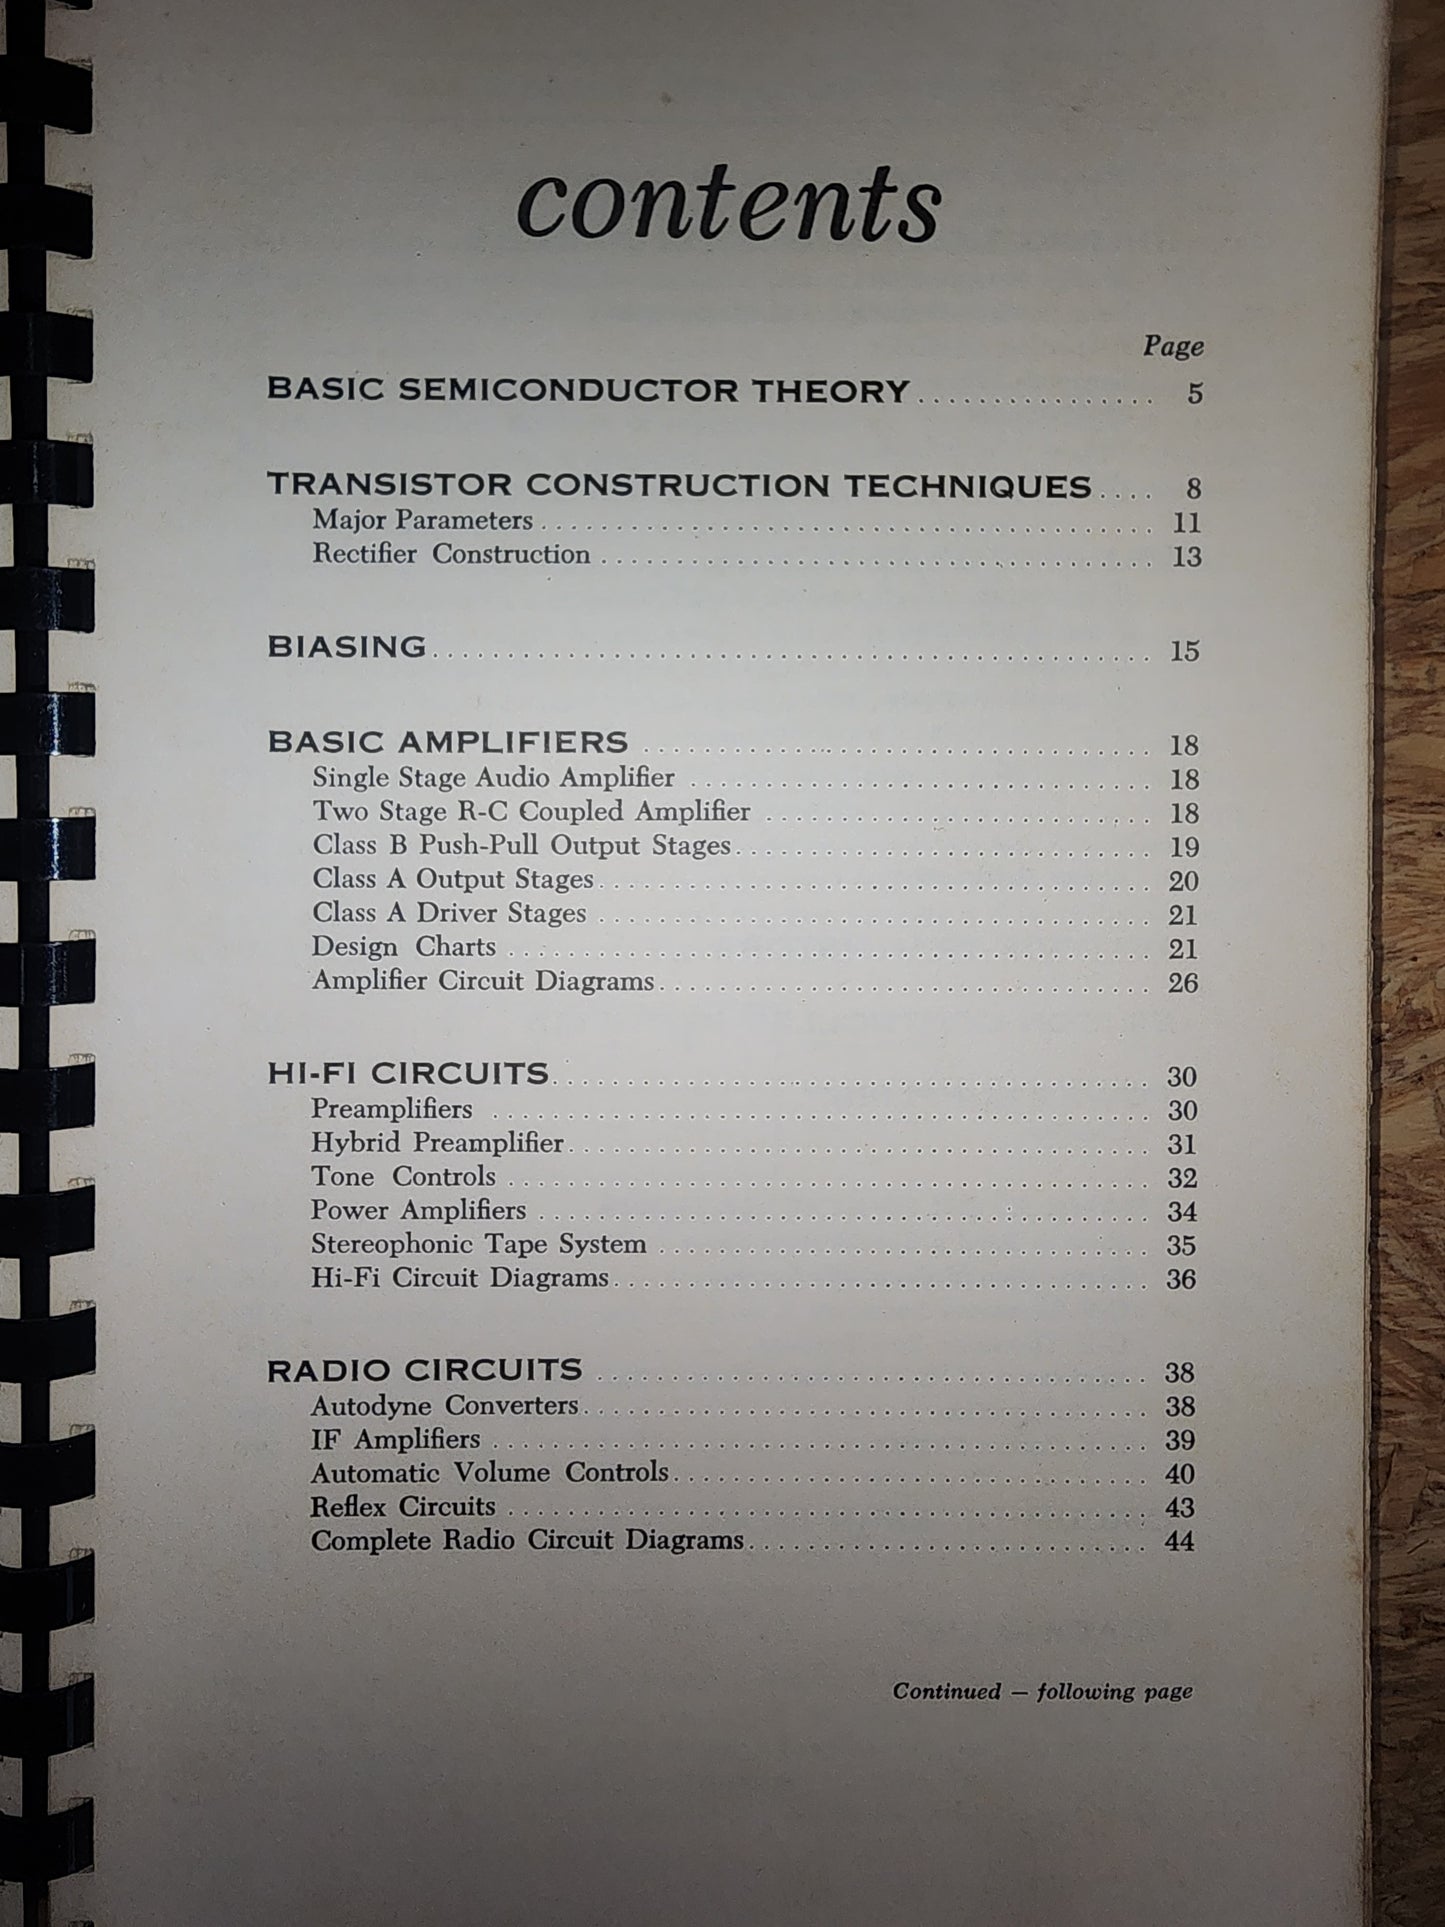 contents
Page
BASIC SEMICONDUCTOR THEORY ................ 5
TRANSISTOR CONSTRUCTION TECHNIQUES .... 8
Major Parameters ........................................ 11
Rectifier Construction .................................... 13
BIASING ................................................ 15
BASIC AMPLIFIERS .................................. 18
Single Stage Audio Amplifier .............................. 18
Two Stage R-C Coupled Amplifier .......................... 18
Class B Push-Pull Output Stages ............................ 19
Class A Output Stages .................................... 20
Class A Driver Stages .................................... 21
Design Charts .......................................... 21
Amplifier Circuit Diagrams ................................ 26
HI-FI CIRCUITS ........................................ 30
Preamplifiers ............................................ 30
Hybrid Preamplifier ...................................... 31
Tone Controls .......................................... 32
Power Amplifiers ........................................ 34
Stereophonic Tape System ................................ 35
Hi-Fi Circuit Diagrams .................................... 36
RADIO CIRCUITS ...................................... 38
Autodyne Converters ...................................... 38
IF Amplifiers ............................................ 39
Automatic Volume Controls ................................ 40
Reflex Circuits .......................................... 43
Complete Radio Circuit Diagrams ............................ 44
Continued — following page